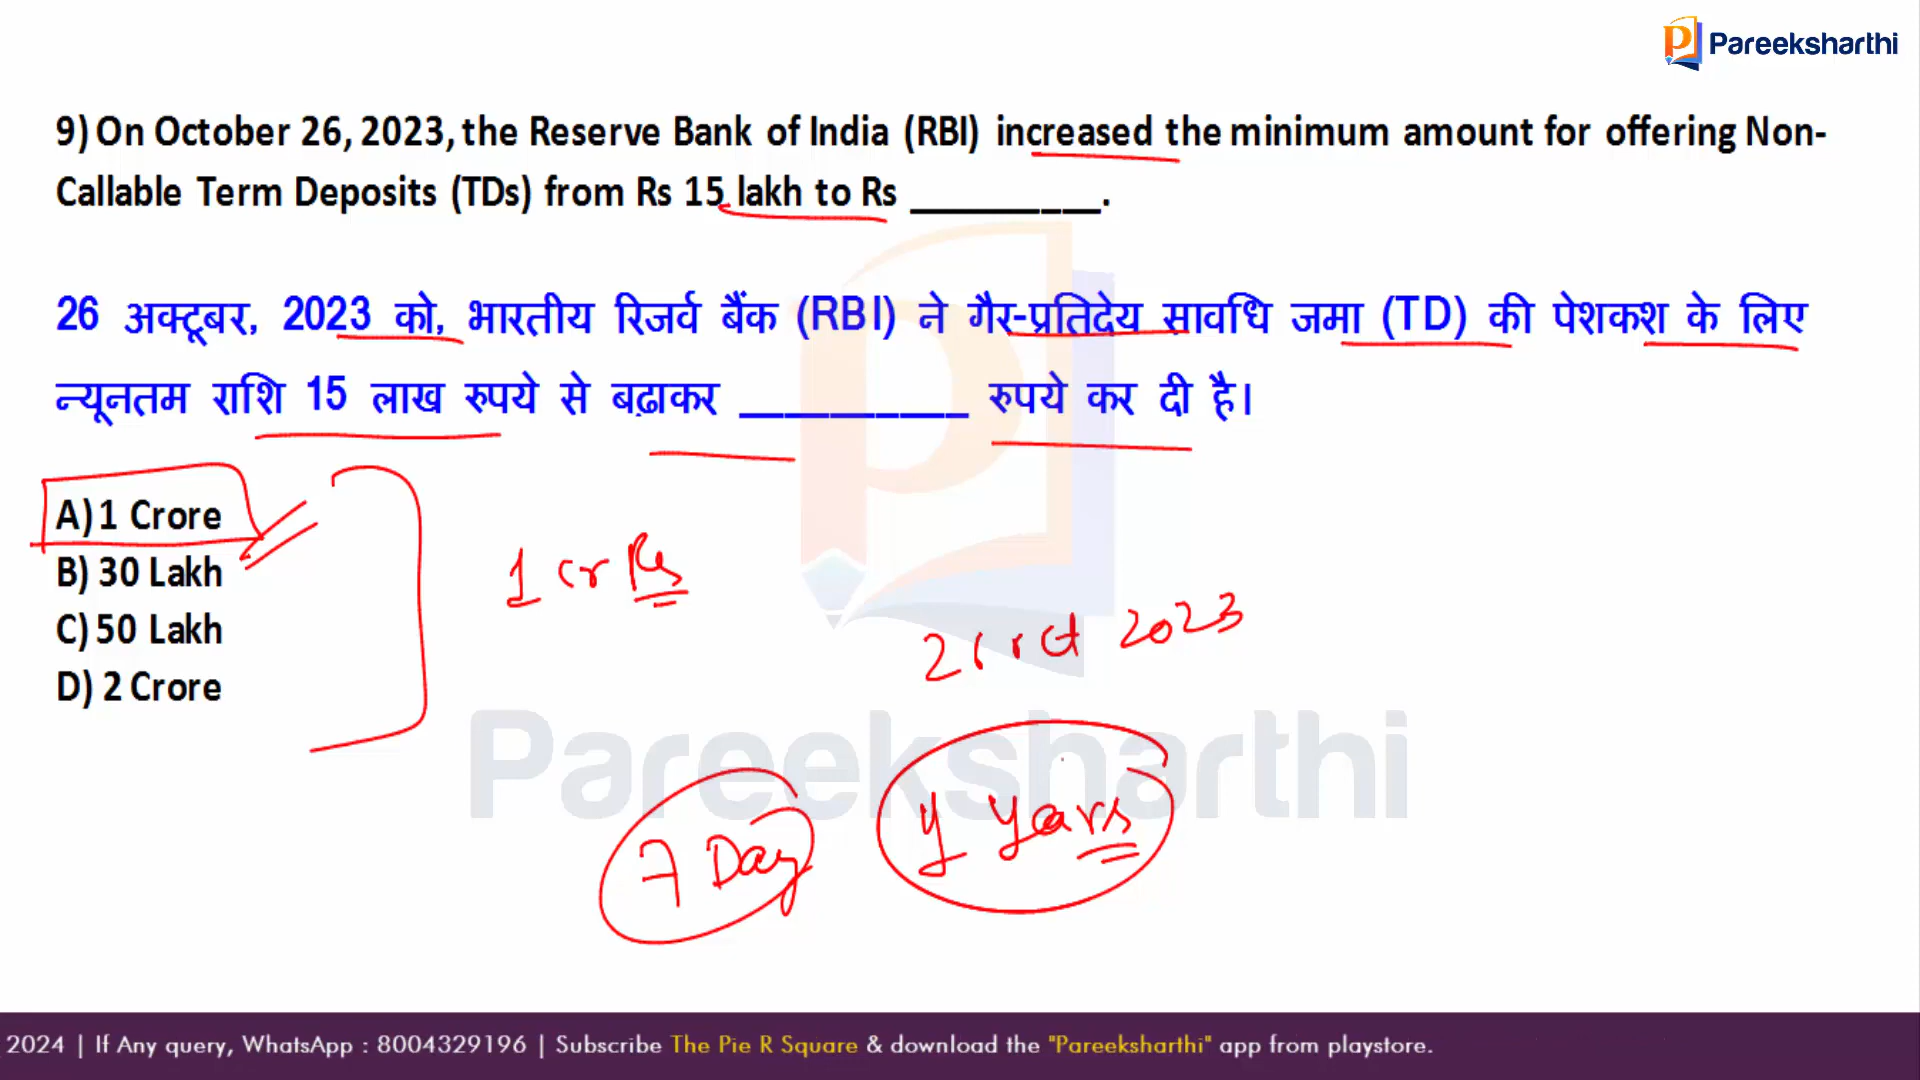 Pareeksharthi
9) On October 26, 2023, the Reserve Bank of India (RBI) increased the minimum amount for offering Non-
Callable Term Deposits (TDs) from Rs 15 lakh to Rs __________.
26 अक्टूबर, 2023 को, भारतीय रिजर्व बैंक (RBI) ने गैर-प्रतिदेय सावधि जमा (TD) की पेशकश के लिए
न्यूनतम राशि 15 लाख रुपये से बढ़ाकर __________ रुपये कर दी है।
A) 1 Crore
B) 30 Lakh
C) 50 Lakh
D) 2 Crore
1 cr Rs
2023
Pareeksharthi
7 Day
Years
2024 | If Any query, WhatsApp : 8004329196 | Subscribe The Pie R Square & download the "Pareeksharthi" app from playstore.